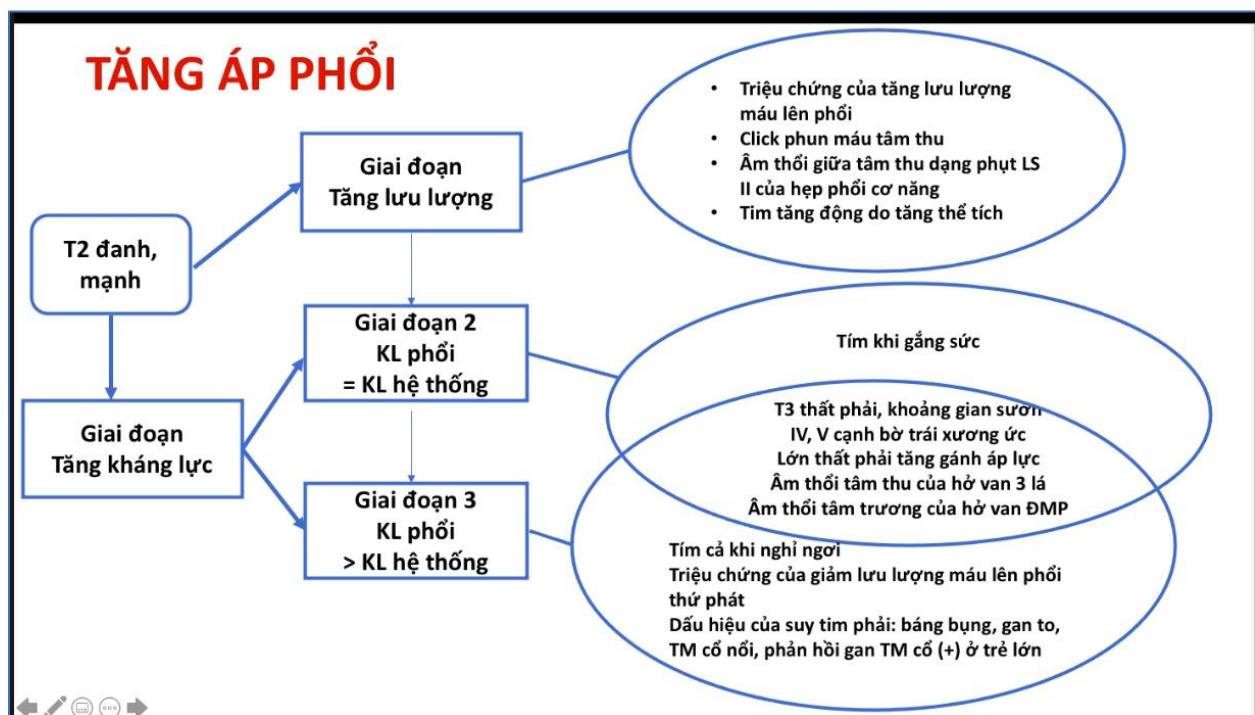 TĂNG ÁP PHỔI
• Triệu chứng của tăng lưu lượng
máu lên phổi
• Click phun máu tâm thu
• Âm thổi giữa tâm thu dạng phụt LS
II của hẹp phổi cơ năng
• Tim tăng động do tăng thể tích
Giai đoạn
Tăng lưu lượng
T2 đanh,
mạnh
Giai đoạn 2
KL phổi
= KL hệ thống
Tím khi gắng sức
Giai đoạn
Tăng kháng lực
T3 thất phải, khoảng gian sườn
IV, V cạnh bờ trái xương ức
Lớn thất phải tăng gánh áp lực
Âm thổi tâm thu của hở van 3 lá
Âm thổi tâm trương của hở van ĐMP
Giai đoạn 3
KL phổi
> KL hệ thống
Tím cả khi nghỉ ngơi
Triệu chứng của giảm lưu lượng máu lên phổi
thứ phát
Dấu hiệu của suy tim phải: báng bụng, gan to,
TM cổ nổi, phản hồi gan TM cổ (+) ở trẻ lớn